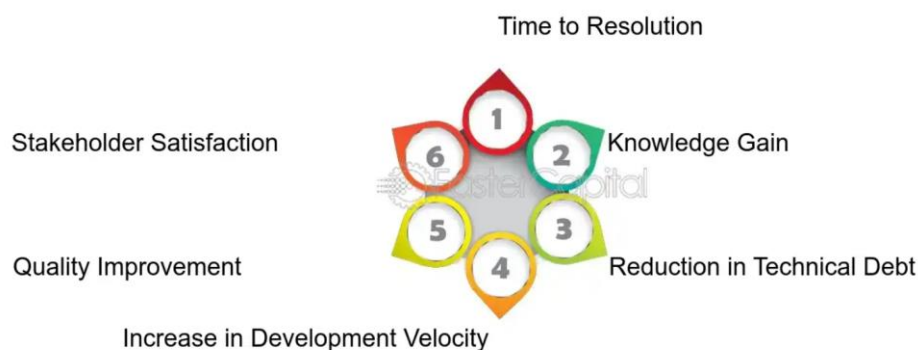 Time to Resolution
1
Stakeholder Satisfaction
6
2
Knowledge Gain
FasterCapital
5
3
Quality Improvement
4
Reduction in Technical Debt
Increase in Development Velocity